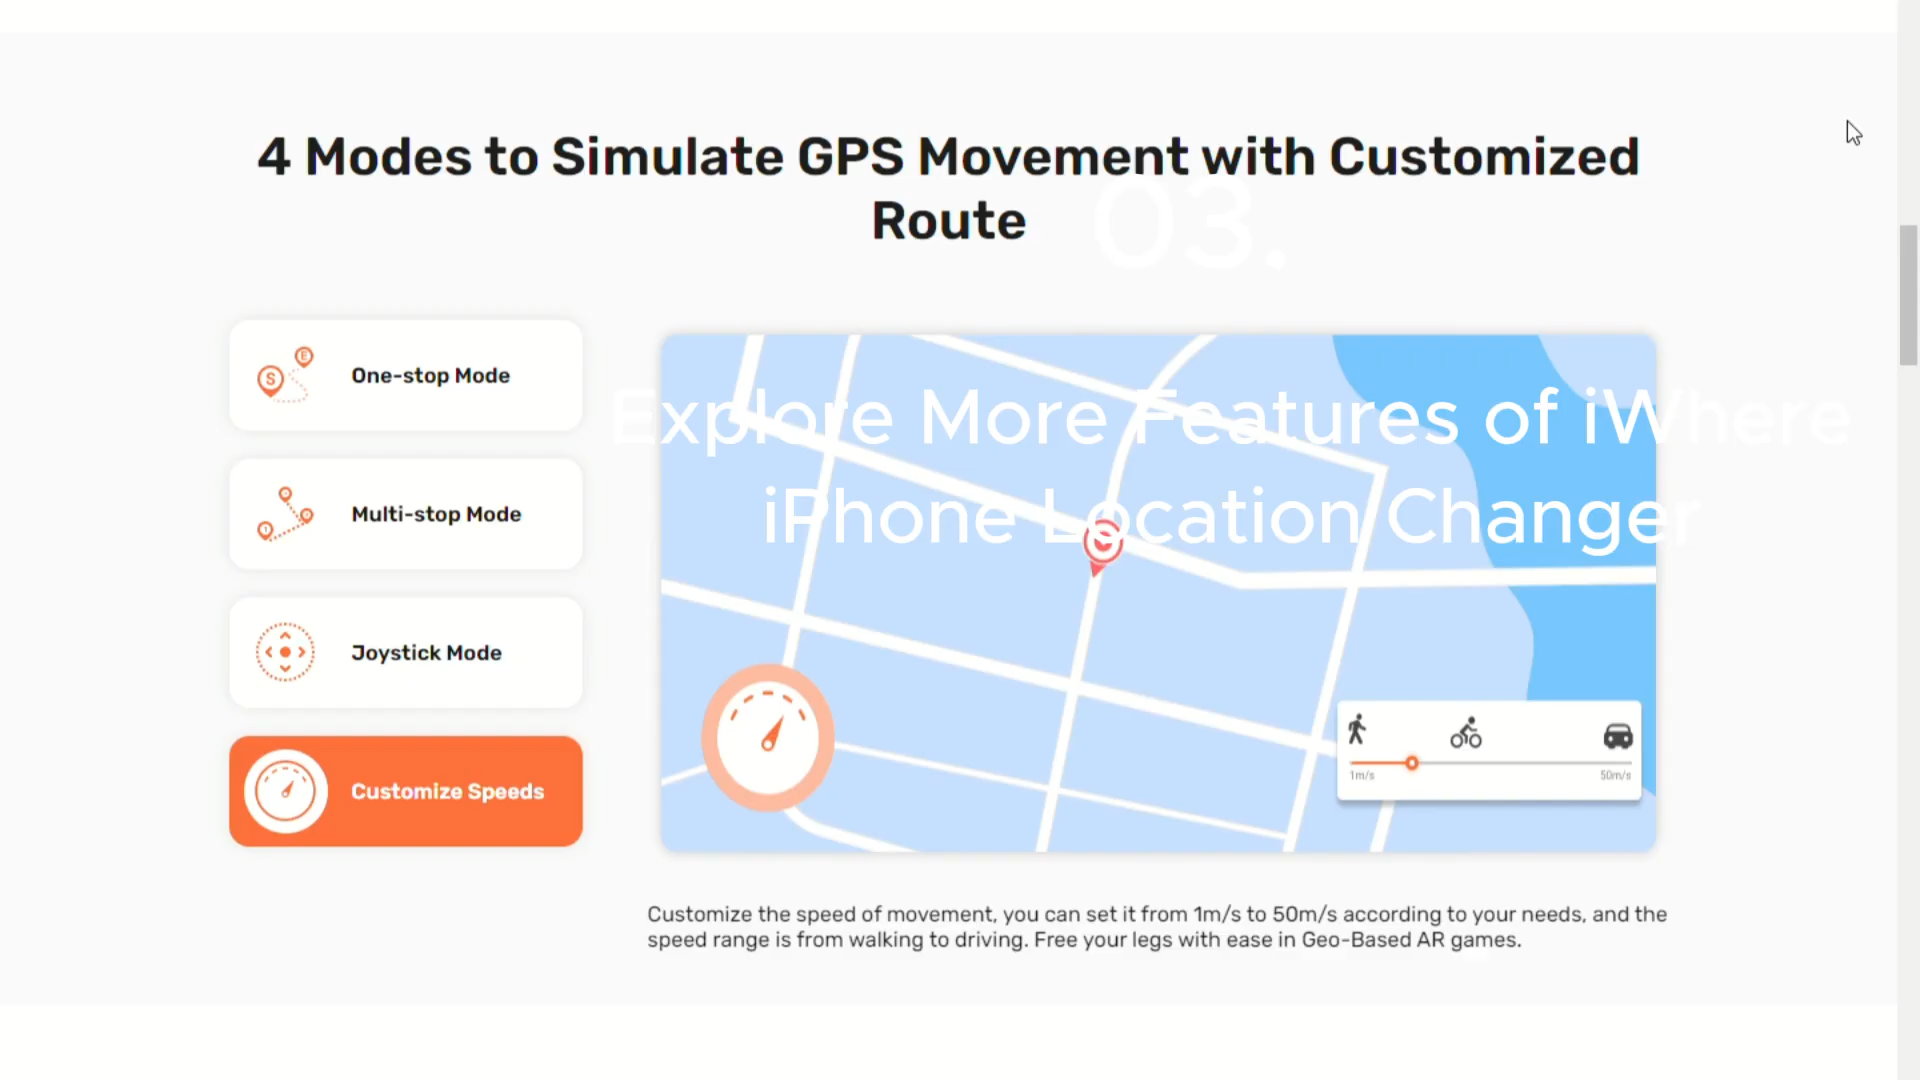 4 Modes to Simulate GPS Movement with Customized
Route
03.
Explore More Features of iWhere
iPhone Location Changer
S
E
One-stop Mode
Multi-stop Mode
Joystick Mode
Customize Speeds
1m/s
50m/s
Customize the speed of movement, you can set it from 1m/s to 50m/s according to your needs, and the
speed range is from walking to driving. Free your legs with ease in Geo-Based AR games.